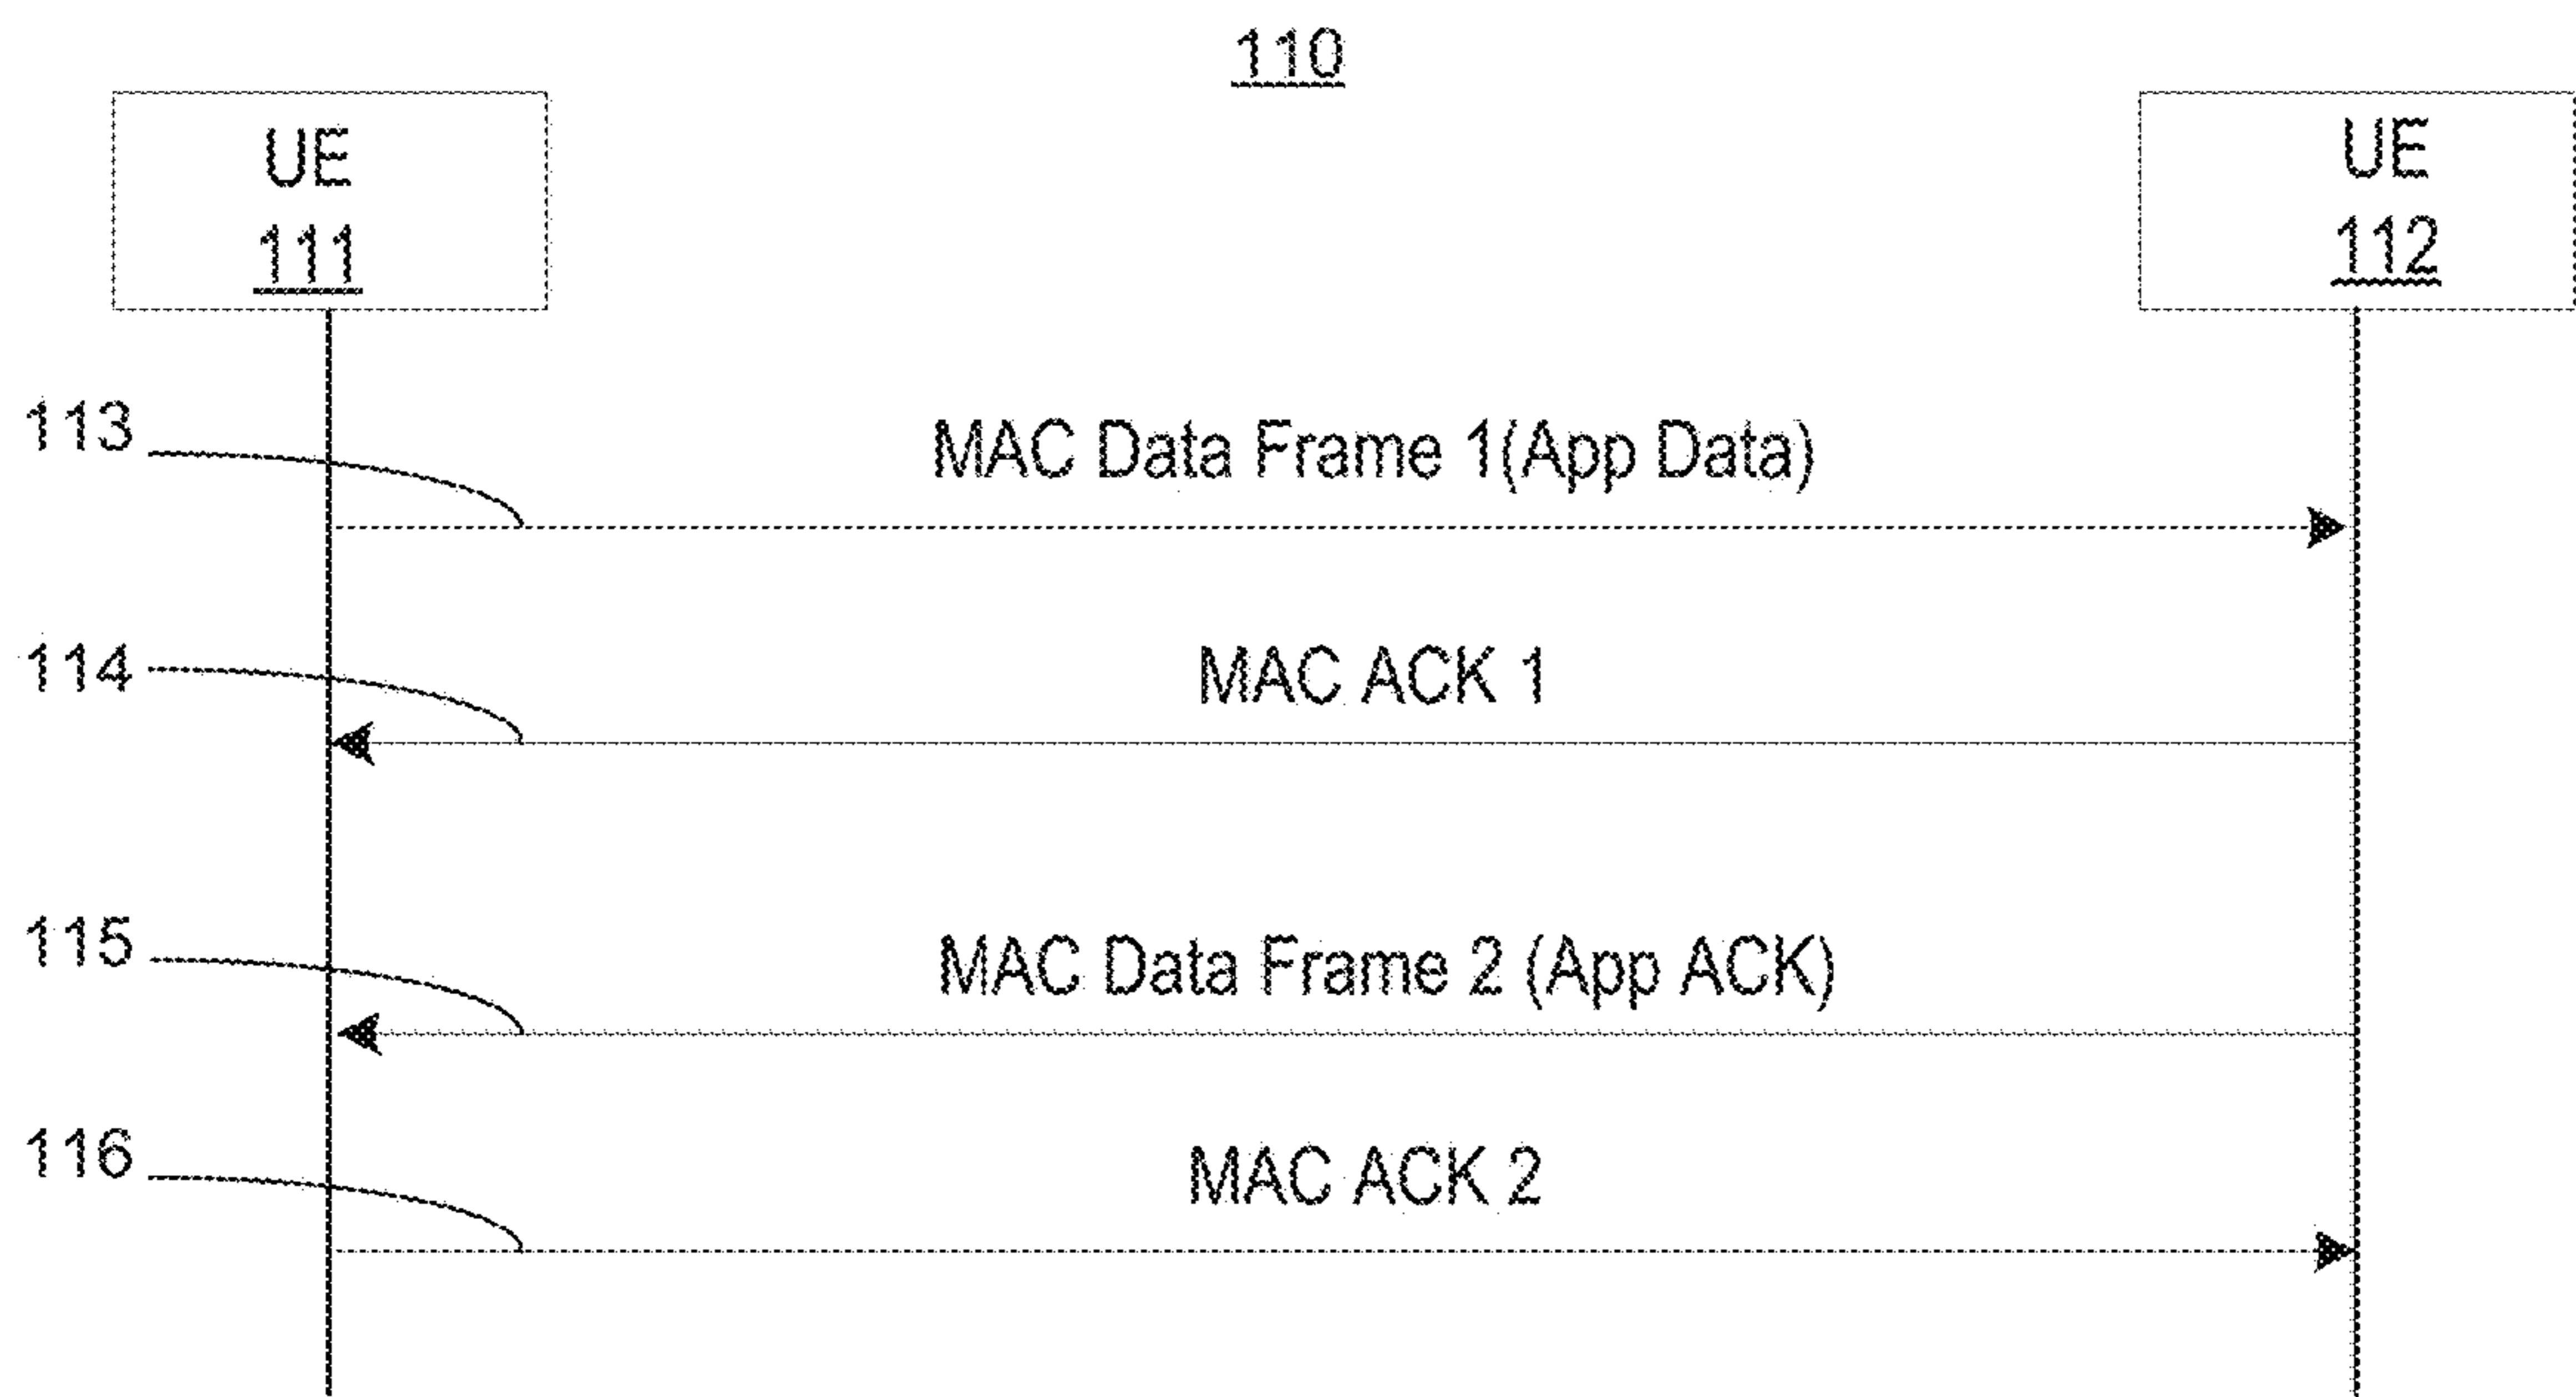 110
UE
111
UE
112
113
MAC Data Frame 1(App Data)
114
MAC ACK 1
115
MAC Data Frame 2 (App ACK)
116
MAC ACK 2